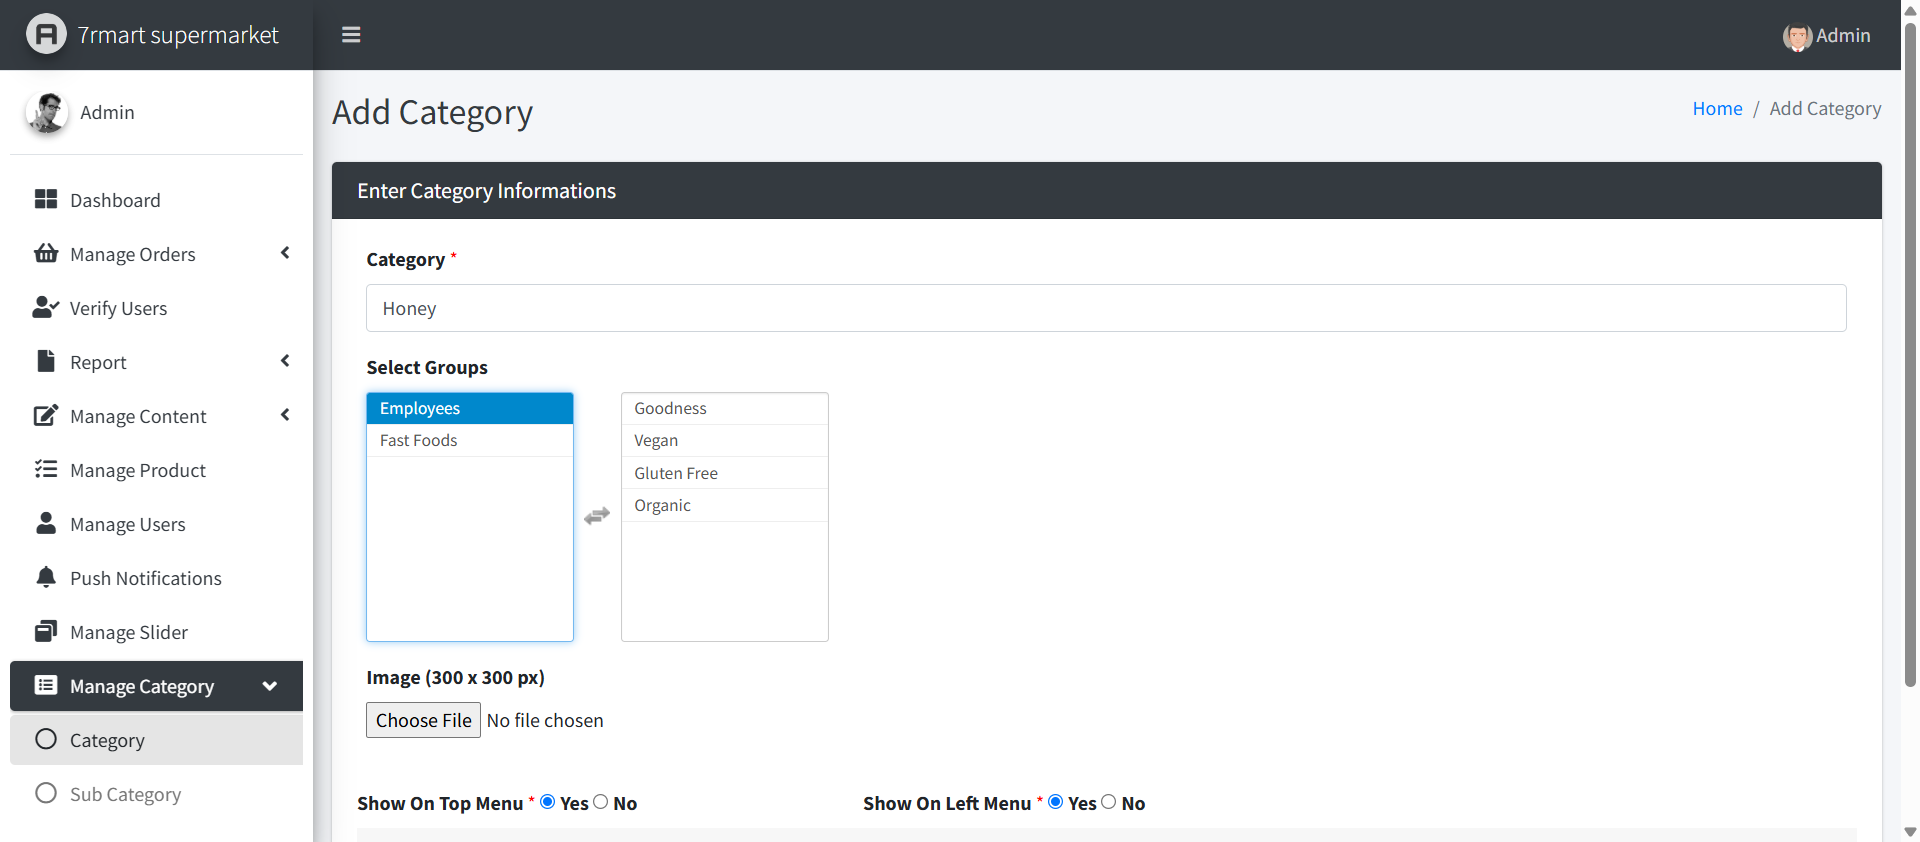 7rmart supermarket
Admin
Admin
Dashboard
Manage Orders
Verify Users
Report
Manage Content
Manage Product
Manage Users
Push Notifications
Manage Slider
Manage Category
Category
Sub Category
Add Category
Home / Add Category
Enter Category Informations
Category *
Honey
Select Groups
Employees
Fast Foods
Goodness
Vegan
Gluten Free
Organic
Image (300 x 300 px)
Choose File No file chosen
Show On Top Menu * Yes No
Show On Left Menu * Yes No